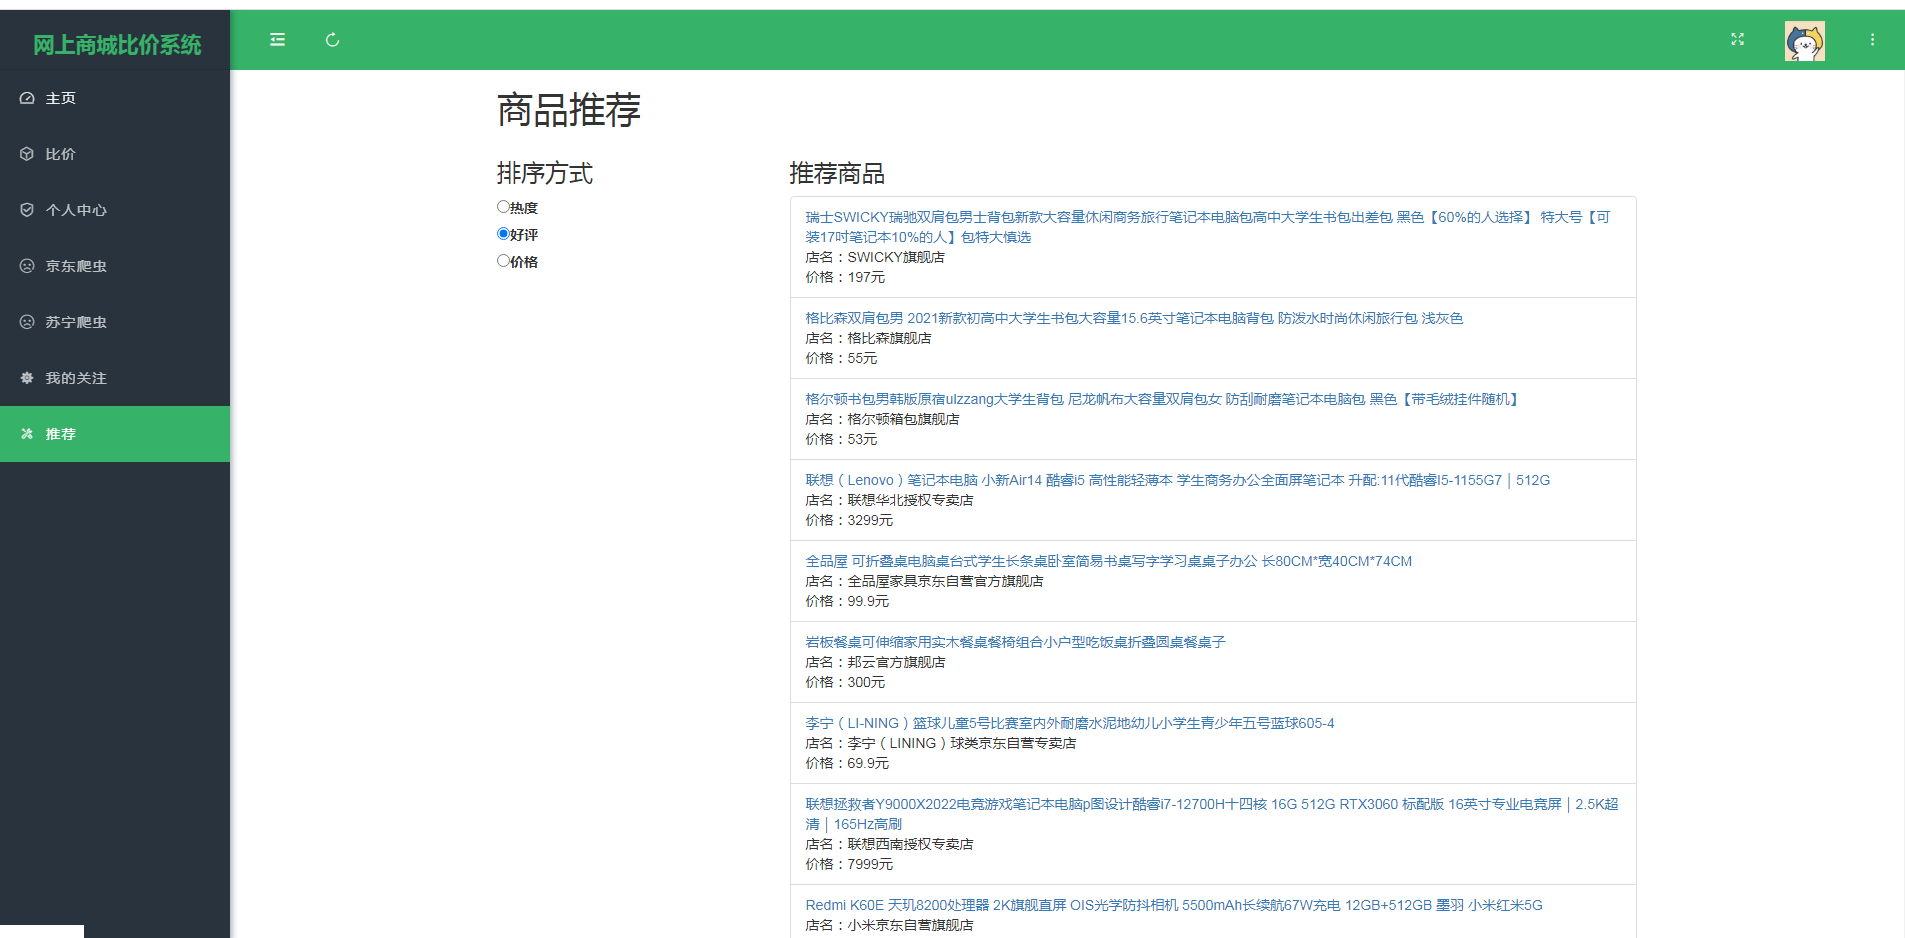 网上商城比价系统
主页
比价
个人中心
京东爬虫
苏宁爬虫
我的关注
推荐
商品推荐
排序方式
热度
好评
价格
推荐商品
瑞士SWICKY瑞驰双肩包男士背包新款大容量休闲商务旅行笔记本电脑包高中大学生书包出差包 黑色【60%的人选择】 特大号【可
装17吋笔记本10%的人】包特大慎选
店名：SWICKY旗舰店
价格：197元
格比森双肩包男 2021新款初高中大学生书包大容量15.6英寸笔记本电脑背包 防泼水时尚休闲旅行包 浅灰色
店名：格比森旗舰店
价格：55元
格尔顿书包男韩版原宿ulzzang大学生背包 尼龙帆布大容量双肩包女 防刮耐磨笔记本电脑包 黑色【带毛绒挂件随机】
店名：格尔顿箱包旗舰店
价格：53元
联想（Lenovo）笔记本电脑 小新Air14 酷睿i5 高性能轻薄本 学生商务办公全面屏笔记本 升配:11代酷睿I5-1155G7｜512G
店名：联想华北授权专卖店
价格：3299元
全品屋 可折叠桌电脑桌台式学生长条桌卧室简易书桌写字学习桌桌子办公 长80CM*宽40CM*74CM
店名：全品屋家具京东自营官方旗舰店
价格：99.9元
岩板餐桌可伸缩家用实木餐桌餐椅组合小户型吃饭桌折叠圆桌餐桌子
店名：邦云官方旗舰店
价格：300元
李宁（LI-NING）篮球儿童5号比赛室内外耐磨水泥地幼儿小学生青少年五号蓝球605-4
店名：李宁（LINING）球类京东自营专卖店
价格：69.9元
联想拯救者Y9000X2022电竞游戏笔记本电脑p图设计酷睿i7-12700H十四核 16G 512G RTX3060 标配版 16英寸专业电竞屏｜2.5K超
清｜165Hz高刷
店名：联想西南授权专卖店
价格：7999元
Redmi K60E 天玑8200处理器 2K旗舰直屏 OIS光学防抖相机 5500mAh长续航67W充电 12GB+512GB 墨羽 小米红米5G
店名：小米京东自营旗舰店